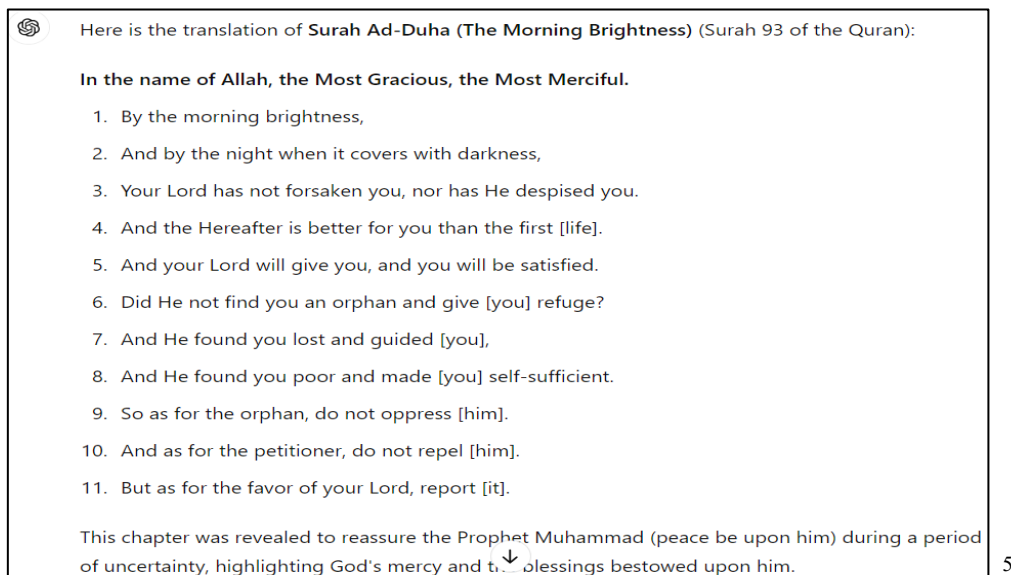 Here is the translation of Surah Ad-Duha (The Morning Brightness) (Surah 93 of the Quran):
In the name of Allah, the Most Gracious, the Most Merciful.
1. By the morning brightness,
2. And by the night when it covers with darkness,
3. Your Lord has not forsaken you, nor has He despised you.
4. And the Hereafter is better for you than the first [life].
5. And your Lord will give you, and you will be satisfied.
6. Did He not find you an orphan and give [you] refuge?
7. And He found you lost and guided [you],
8. And He found you poor and made [you] self-sufficient.
9. So as for the orphan, do not oppress [him].
10. And as for the petitioner, do not repel [him].
11. But as for the favor of your Lord, report [it].
This chapter was revealed to reassure the Prophet Muhammad (peace be upon him) during a period
of uncertainty, highlighting God's mercy and blessings bestowed upon him.
5